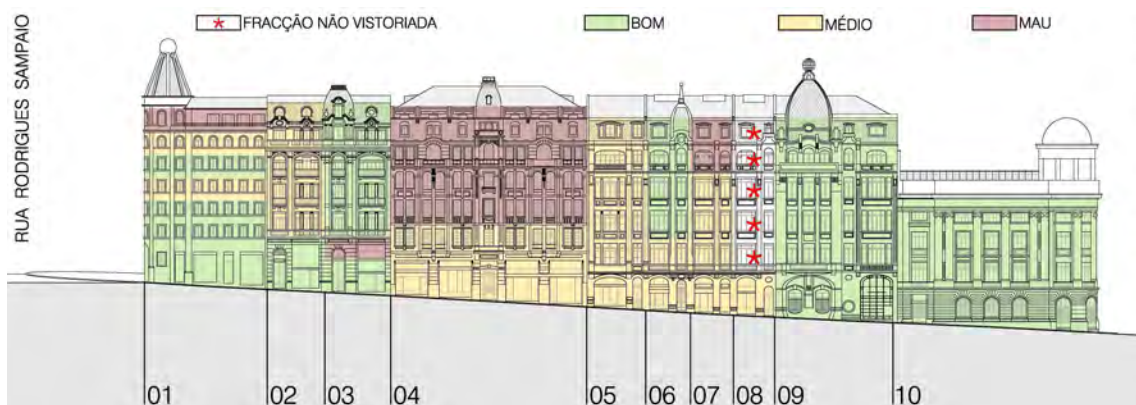 RUA RODRIGUES SAMPAIO
FRACÇÃO NÃO VISTORIADA
BOM
MÉDIO
MAU
01
02
03
04
05
06
07
08
09
10